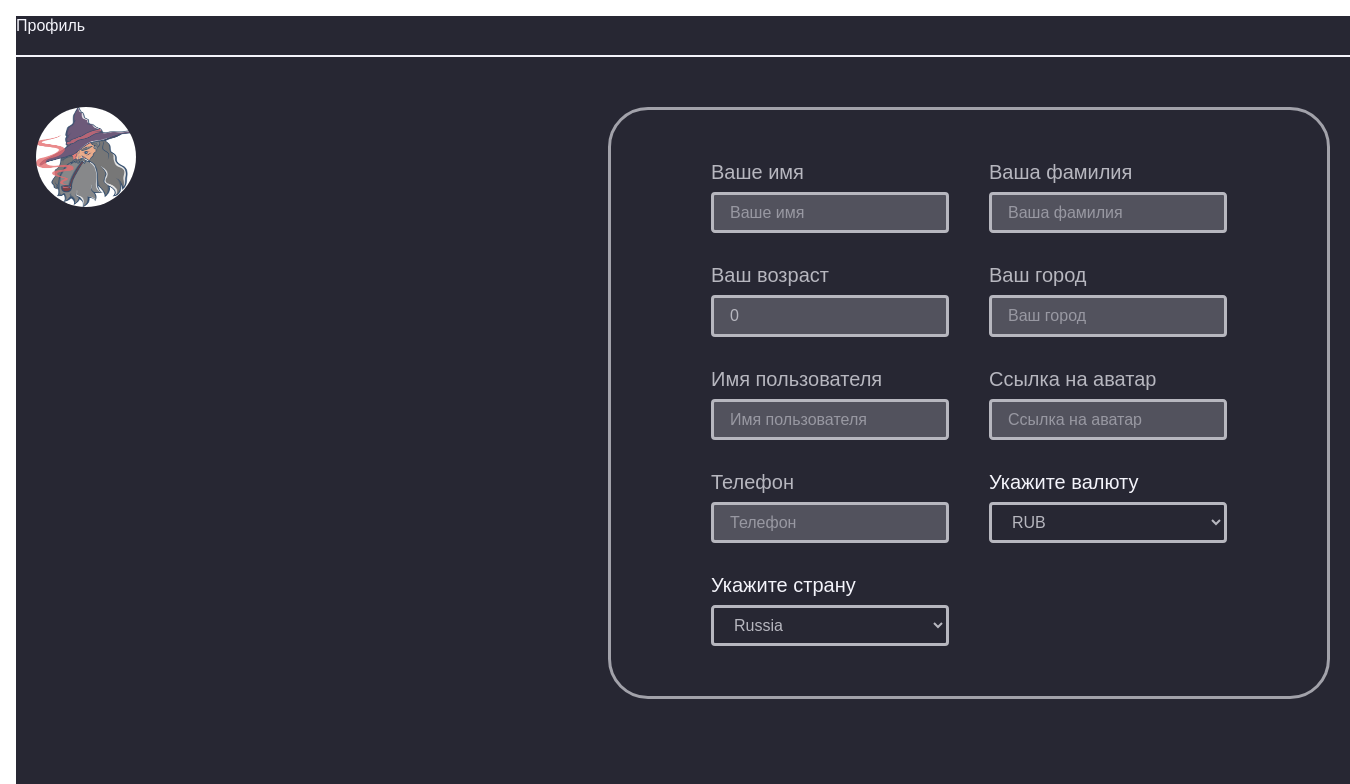 Профиль
Ваше имя
Ваша фамилия
Ваше имя
Ваша фамилия
Ваш возраст
Ваш город
0
Ваш город
Имя пользователя
Ссылка на аватар
Имя пользователя
Ссылка на аватар
Телефон
Укажите валюту
Телефон
RUB
Укажите страну
Russia